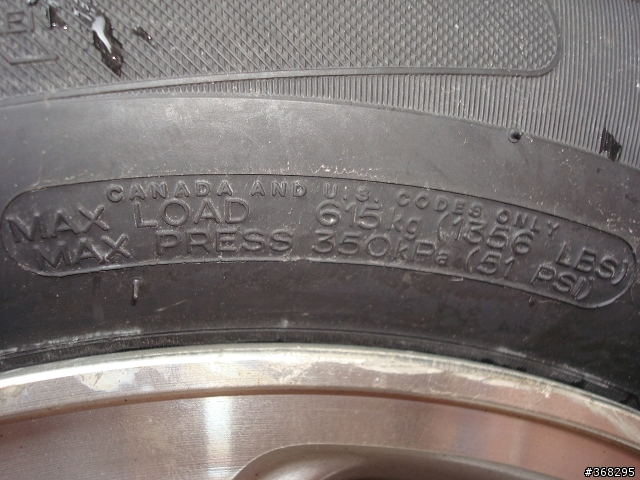 CANADA AND U.S. CODES ONLY
MAX LOAD 615kg (1356 LBS)
MAX PRESS 350kPa (51 PSI)
#368295